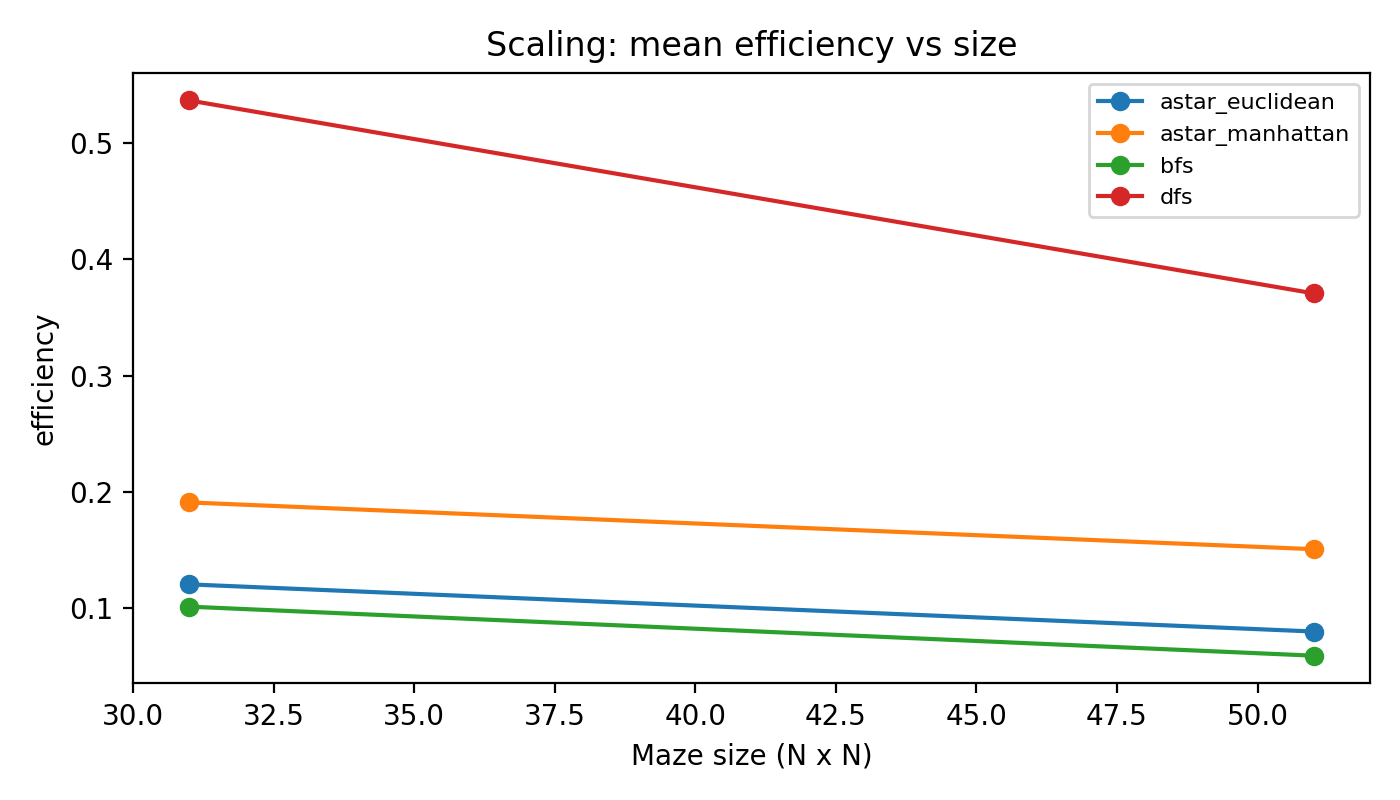 Scaling: mean efficiency vs size
astar_euclidean
astar_manhattan
bfs
dfs
efficiency
0.5
0.4
0.3
0.2
0.1
30.0 32.5 35.0 37.5 40.0 42.5 45.0 47.5 50.0
Maze size (N x N)